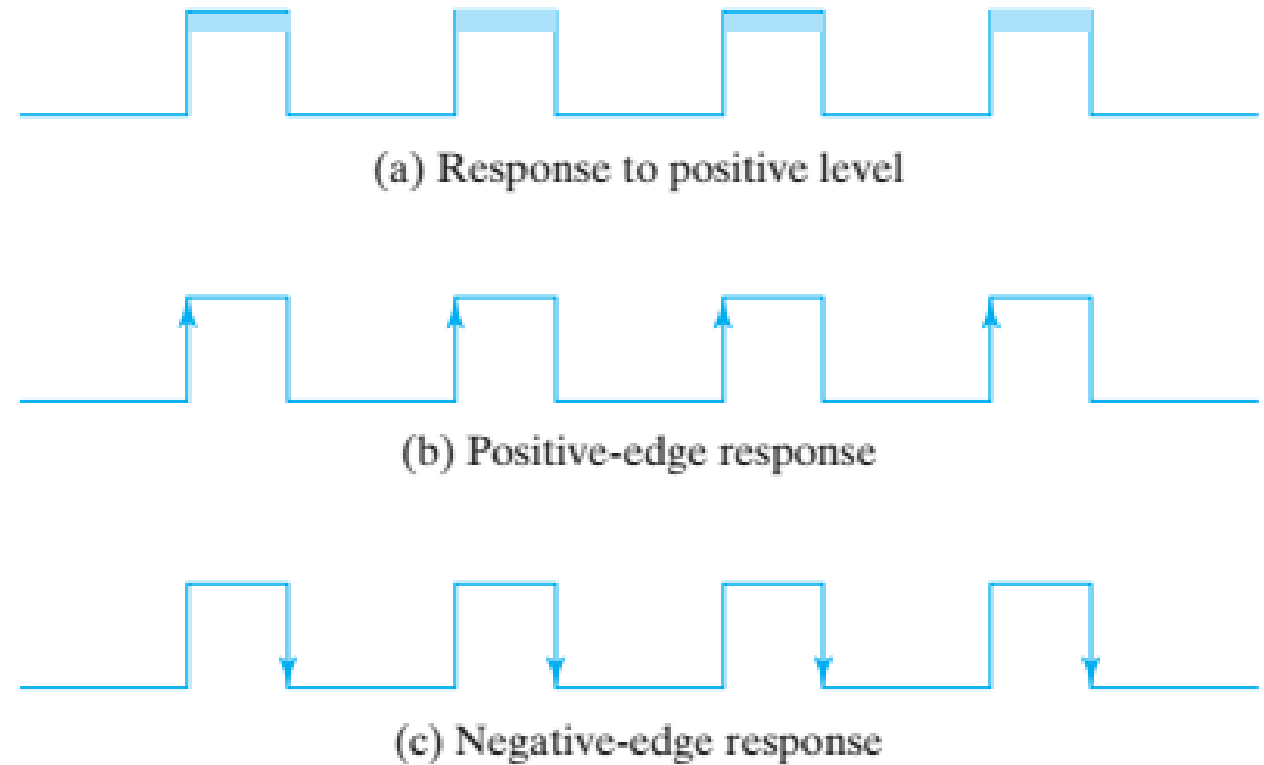 (a) Response to positive level
(b) Positive-edge response
(c) Negative-edge response